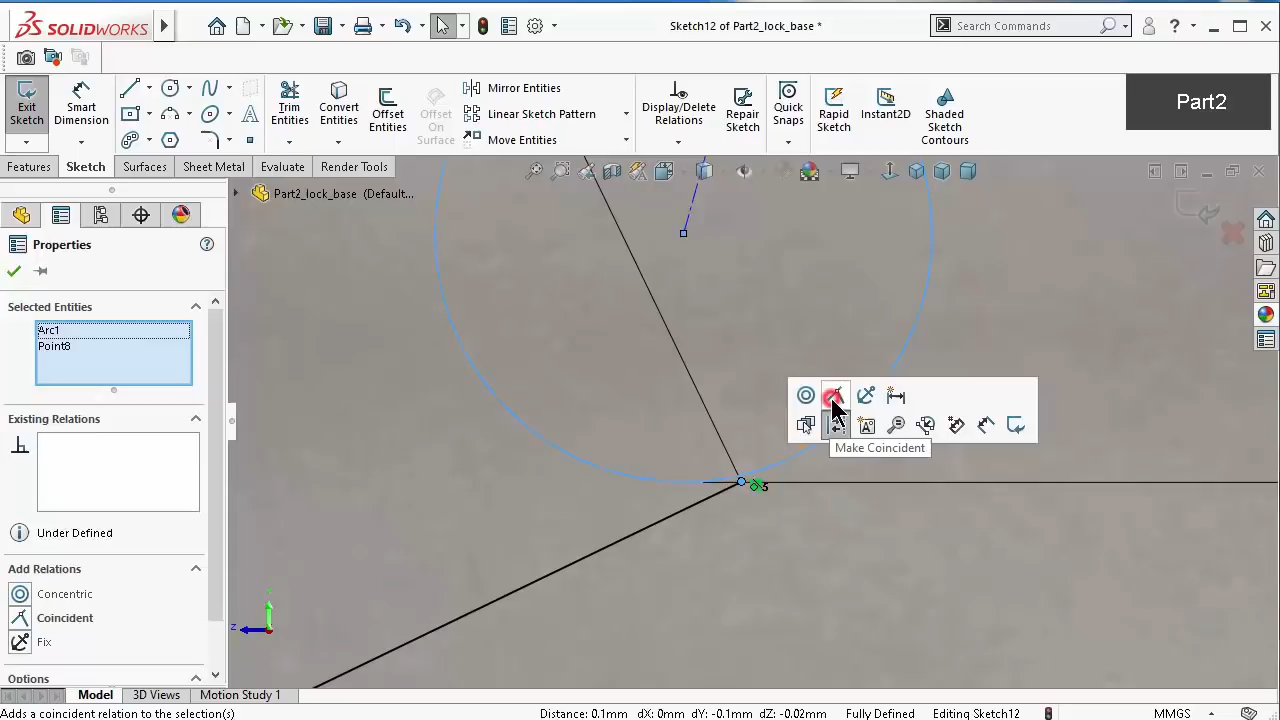 SOLIDWORKS
Sketch12 of Part2_lock_base *
Search Commands
Exit Sketch
Smart Dimension
Trim Entities
Convert Entities
Offset Entities
Offset On Surface
Mirror Entities
Linear Sketch Pattern
Move Entities
Display/Delete Relations
Repair Sketch
Quick Snaps
Rapid Sketch
Instant2D
Shaded Sketch Contours
Part2
Features
Sketch
Surfaces
Sheet Metal
Evaluate
Render Tools
Part2_lock_base (Default...
Properties
Selected Entities
Arc1
Point8
Existing Relations
Under Defined
Add Relations
Concentric
Coincident
Fix
Options
Make Coincident
5
z
Model
3D Views
Motion Study 1
Adds a coincident relation to the selection(s)
Distance: 0.1mm dX: 0mm dY: -0.1mm dZ: -0.02mm
Fully Defined
Editing Sketch12
MMGS